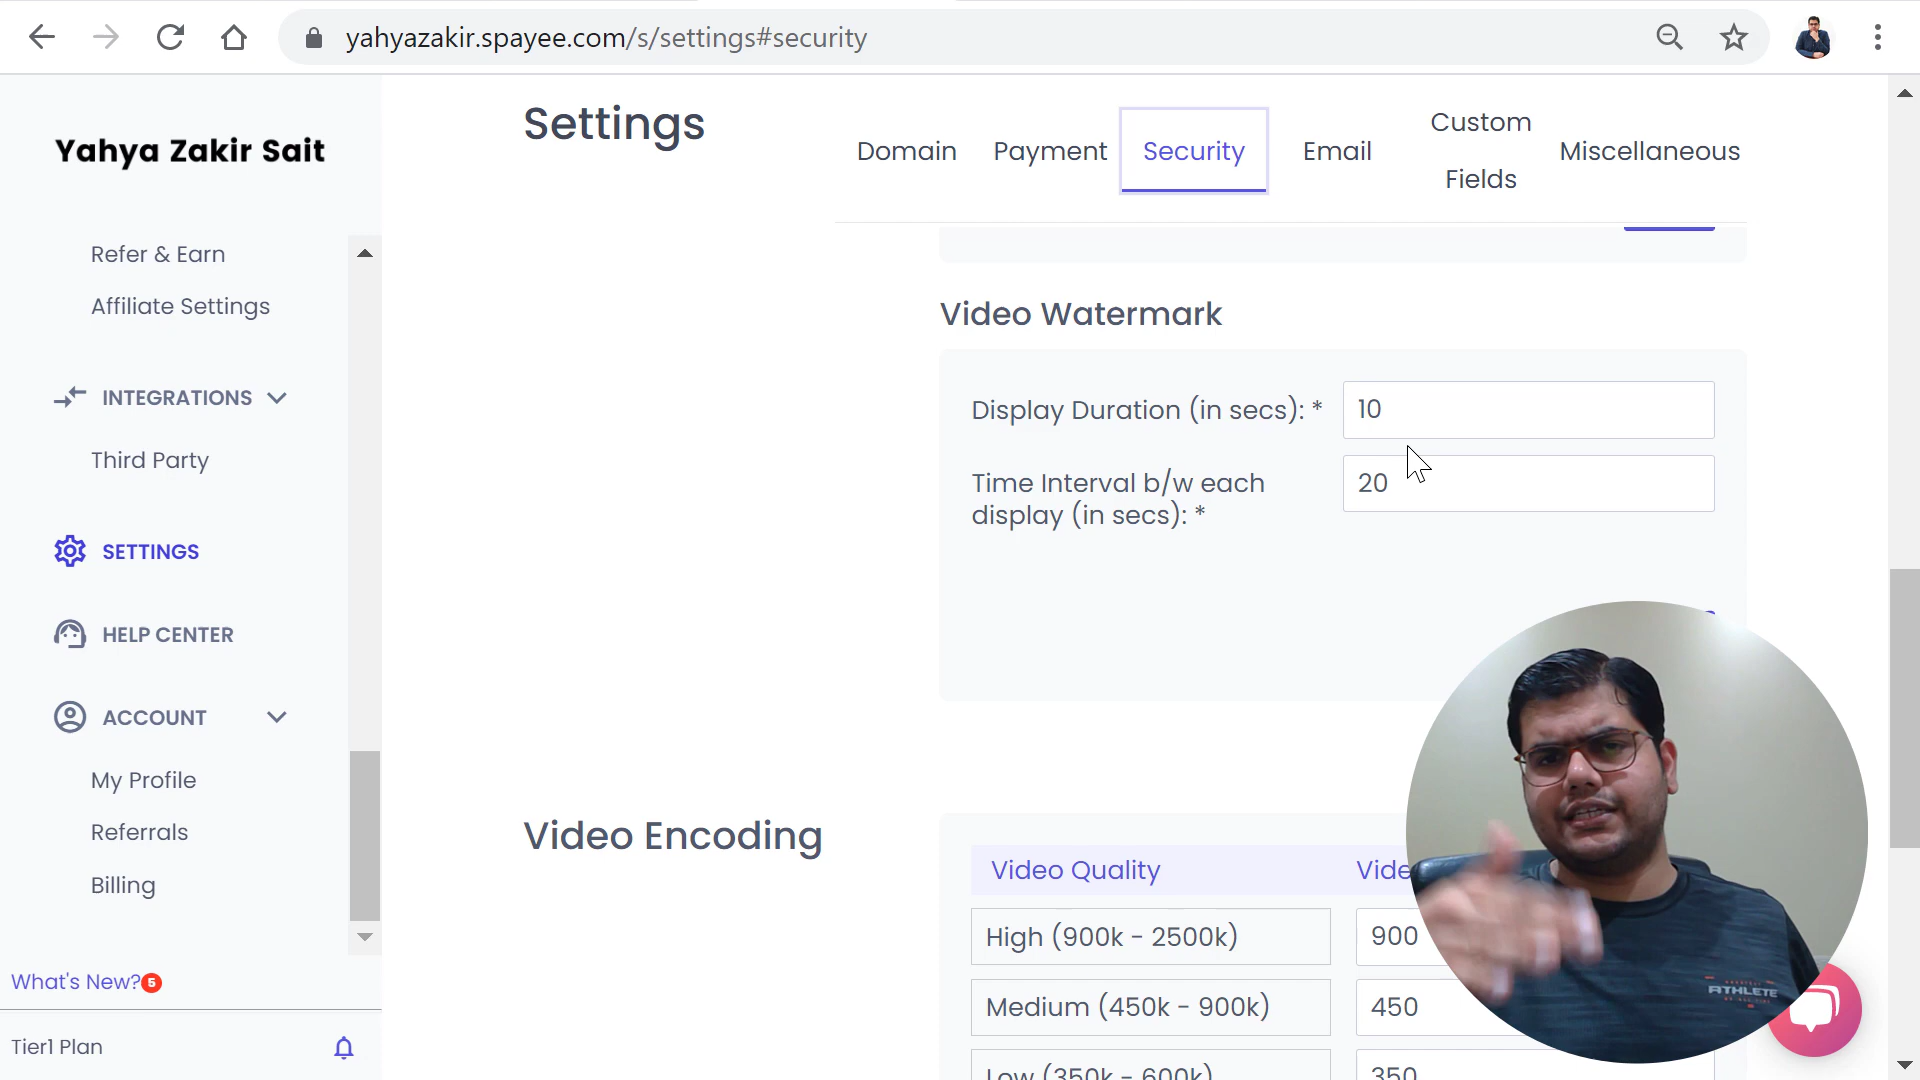 yahyazakir.spayee.com/s/settings#security
Yahya Zakir Sait
Refer & Earn
Affiliate Settings
INTEGRATIONS
Third Party
SETTINGS
HELP CENTER
ACCOUNT
My Profile
Referrals
Billing
What's New? 5
Tier1 Plan
Settings
Domain
Payment
Security
Email
Custom
Fields
Miscellaneous
Video Watermark
Display Duration (in secs): *
10
Time Interval b/w each
display (in secs): *
20
Video Encoding
Video Quality
High (900k - 2500k)
900
Medium (450k - 900k)
450
Low (350k - 600k)
350
ATHLETE